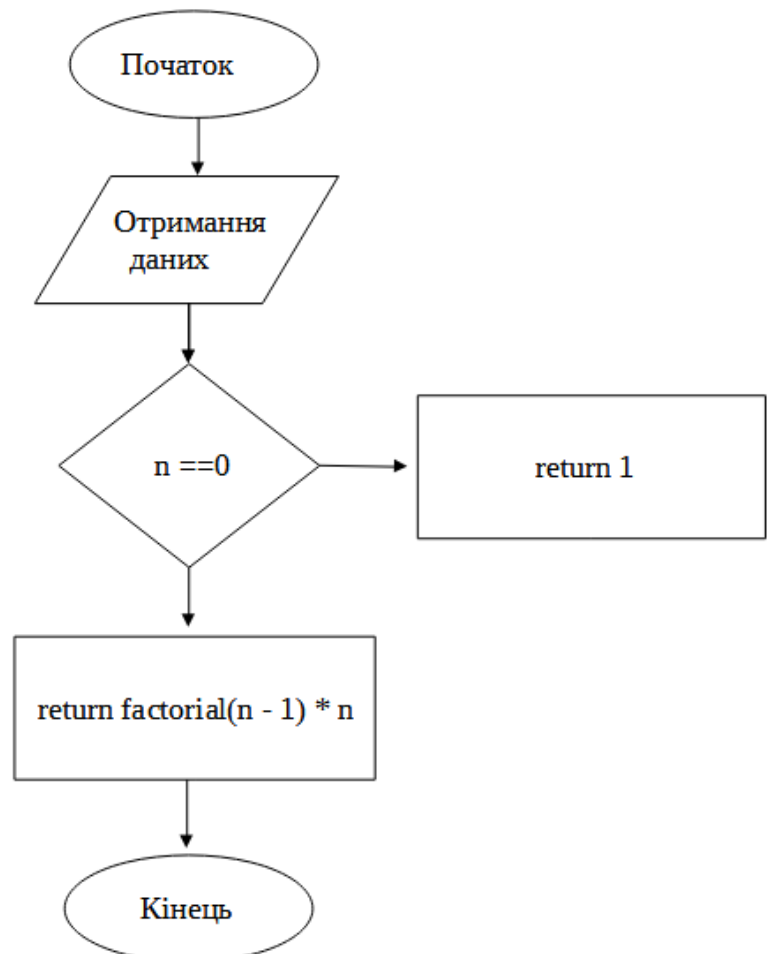 Початок
Отримання
даних
n ==0
return 1
return factorial(n - 1) * n
Кінець